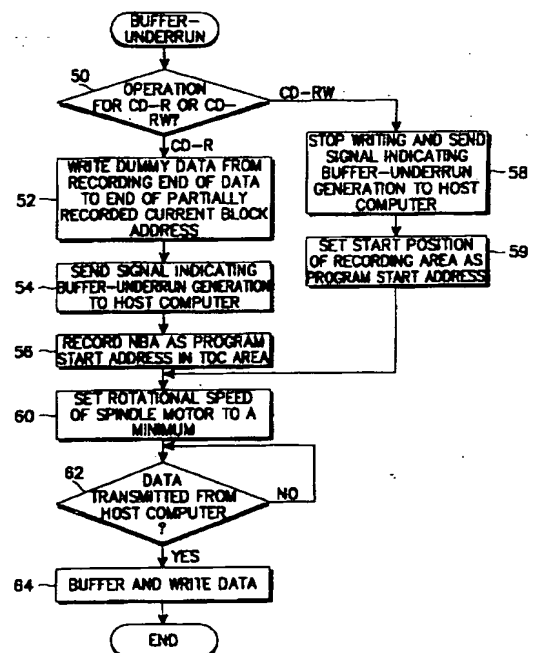 BUFFER-
UNDERRUN
50
OPERATION
FOR CD-R OR CD-
RW?
CD-RW
CD-R
52
WRITE DUMMY DATA FROM
RECORDING END OF DATA
TO END OF PARTIALLY
RECORDED CURRENT BLOCK
ADDRESS
STOP WRITING AND SEND
SIGNAL INDICATING
BUFFER-UNDERRUN
GENERATION TO HOST
COMPUTER
58
54
SEND SIGNAL INDICATING
BUFFER-UNDERRUN GENERATION
TO HOST COMPUTER
SET START POSITION
OF RECORDING AREA AS
PROGRAM START ADDRESS
59
56
RECORD NBA AS PROGRAM
START ADDRESS IN TOC AREA
60
SET ROTATIONAL SPEED
OF SPINDLE MOTOR TO A
MINIMUM
62
DATA
TRANSMITTED FROM
HOST COMPUTER
?
NO
YES
64
BUFFER AND WRITE DATA
END